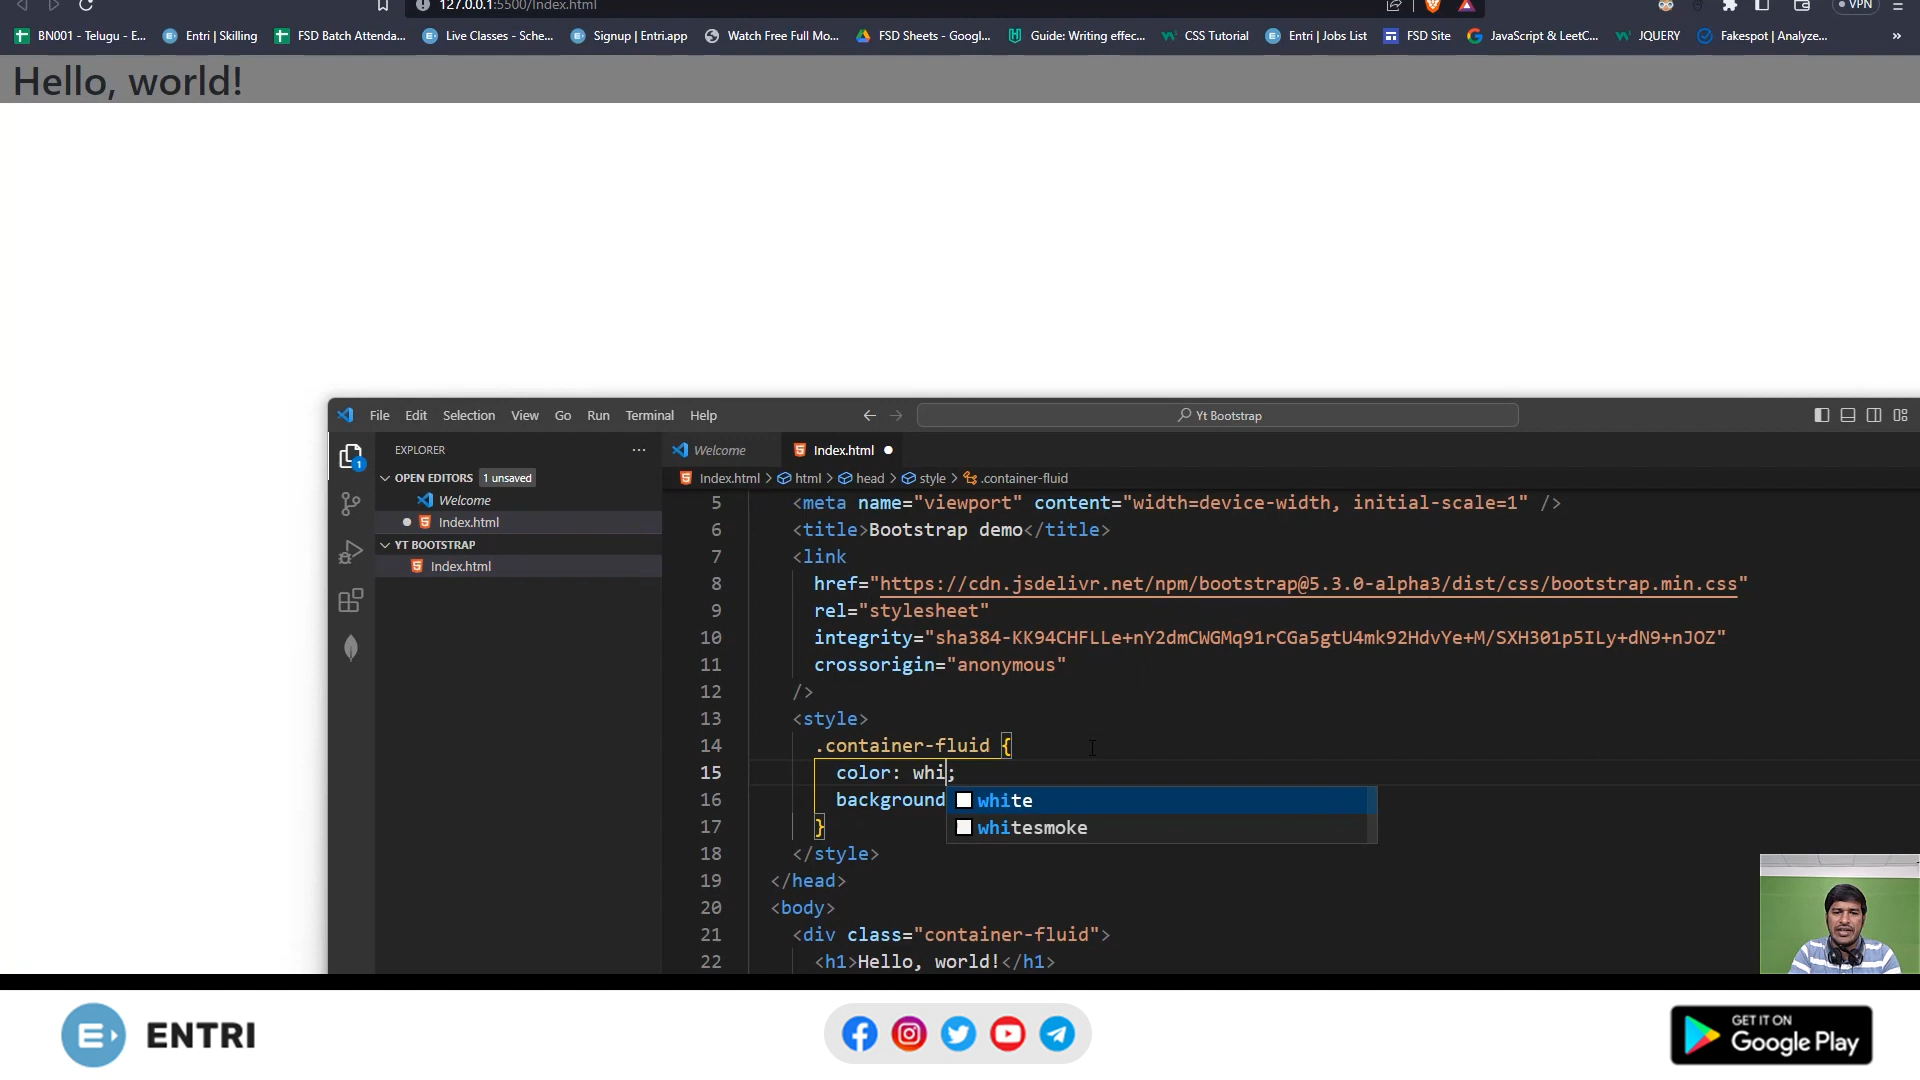 127.0.0.1:5500/Index.html
VPN
BN001 - Telugu - E...
Entri | Skilling
FSD Batch Attenda...
Live Classes - Sche...
Signup | Entri.app
Watch Free Full Mo...
FSD Sheets - Googl...
Guide: Writing effec...
CSS Tutorial
Entri | Jobs List
FSD Site
JavaScript & LeetC...
JQUERY
Fakespot | Analyze...
»
Hello, world!
File Edit Selection View Go Run Terminal Help
Yt Bootstrap
EXPLORER
Welcome
Index.html
OPEN EDITORS 1 unsaved
Index.html > html > head > style > .container-fluid
Welcome
Index.html
YT BOOTSTRAP
Index.html
1
5 <meta name="viewport" content="width=device-width, initial-scale=1" />
6 <title>Bootstrap demo</title>
7 <link
8 href="https://cdn.jsdelivr.net/npm/bootstrap@5.3.0-alpha3/dist/css/bootstrap.min.css"
9 rel="stylesheet"
10 integrity="sha384-KK94CHFLLe+nY2dmCWGMq91rCGa5gtU4mk92HdvYe+M/SXH301p5ILy+dN9+nJOZ"
11 crossorigin="anonymous"
12 />
13 <style>
14 .container-fluid {
15 color: whi;
16 background
white
whitesmoke
17 }
18 </style>
19 </head>
20 <body>
21 <div class="container-fluid">
22 <h1>Hello, world!</h1>
ENTRI
GET IT ON
Google Play